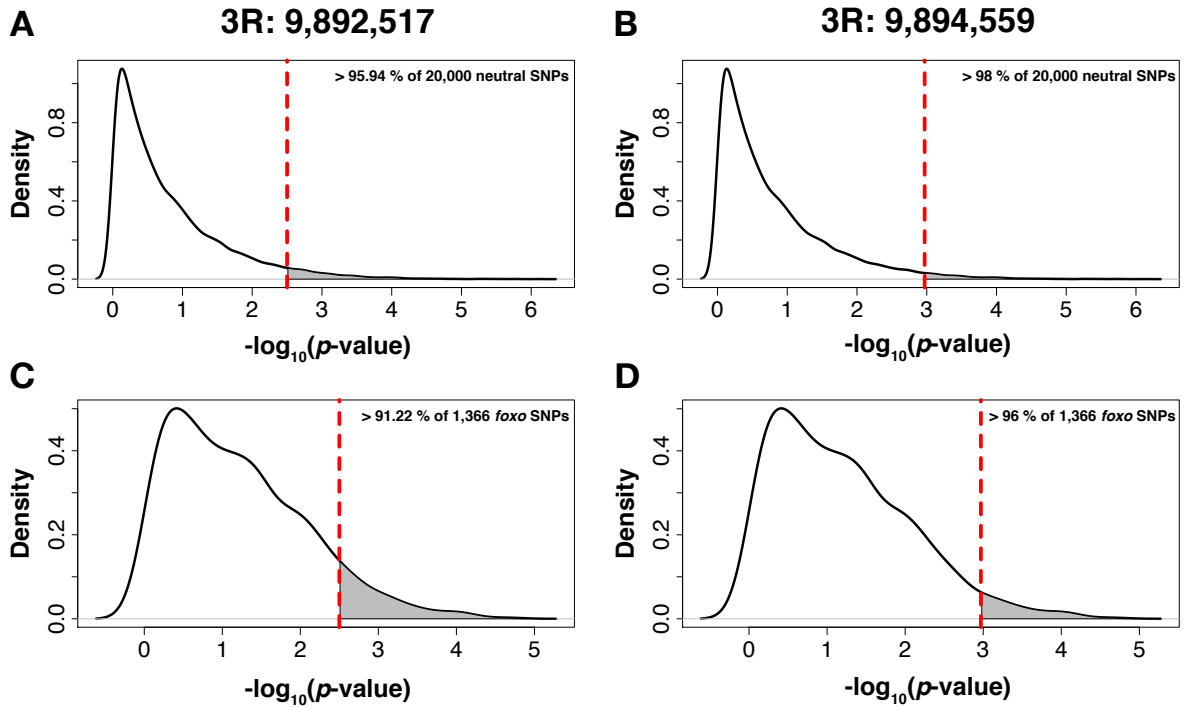 A
3R: 9,892,517
B
3R: 9,894,559
> 95.94 % of 20,000 neutral SNPs
Density
0.0 0.4 0.8
0 1 2 3 4 5 6
-log10(p-value)
> 98 % of 20,000 neutral SNPs
Density
0.0 0.4 0.8
0 1 2 3 4 5 6
-log10(p-value)
C
> 91.22 % of 1,366 foxo SNPs
Density
0.0 0.2 0.4
0 1 2 3 4 5
-log10(p-value)
D
> 96 % of 1,366 foxo SNPs
Density
0.0 0.2 0.4
0 1 2 3 4 5
-log10(p-value)